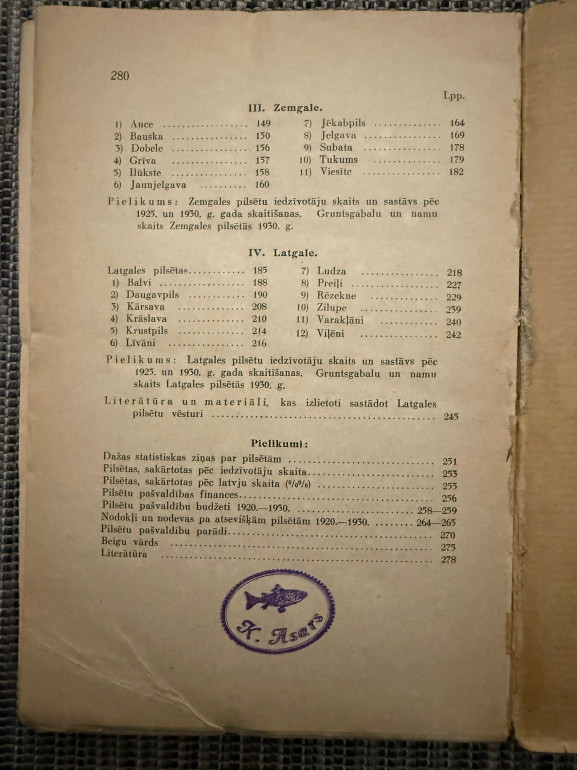 280
Lpp.
III. Zemgale.
1) Auce .................. 149
2) Bauska ................ 150
3) Dobele ................ 156
4) Grīva ................. 157
5) Ilūkste ............... 158
6) Jaunjelgava .......... 160
7) Jēkabpils .............. 164
8) Jelgava ................ 169
9) Subata ................ 178
10) Tukums .............. 179
11) Viesīte .............. 182
Pielikums: Zemgales pilsētu iedzīvotāju skaits un sastāvs pēc
1925. un 1930. g. gada skaitīšanas. Gruntsgabalu un namu
skaits Zemgales pilsētās 1930. g.
IV. Latgale.
Latgales pilsētas............ 185
1) Balvi ................. 188
2) Daugavpils ............ 190
3) Kārsava ............... 208
4) Krāslava .............. 210
5) Krustpils .............. 214
6) Līvāni ................ 216
7) Ludza ................ 218
8) Preiļi ................. 227
9) Rēzekne .............. 229
10) Zilupe ............... 239
11) Varakļāni ............ 240
12) Viļēni ................ 242
Pielikums: Latgales pilsētu iedzīvotāju skaits un sastāvs pēc
1925. un 1930. g. gada skaitīšanas. Gruntsgabalu un namu
skaits Latgales pilsētās 1930. g.
Literātūra un materiāli, kas izlietoti sastādot Latgales
pilsētu vēsturi ............................................. 245
Pielikumi:
Dažas statistiskas ziņas par pilsētām ............................ 251
Pilsētas, sakārtotas pēc iedzīvotāju skaita......................... 253
Pilsētas, sakārtotas pēc latvju skaita (%%) ....................... 255
Pilsētu pašvaldības finances...................................... 256
Pilsētu pašvaldību budžeti 1920.—1930. ...................... 258—259
Nodokļi un nodevas pa atsevišķām pilsētām 1920.—1930. ........ 264—265
Pilsētu pašvaldību parādi........................................ 270
Beigu vārds .................................................... 275
Literātūra ..................................................... 278
K. Asars